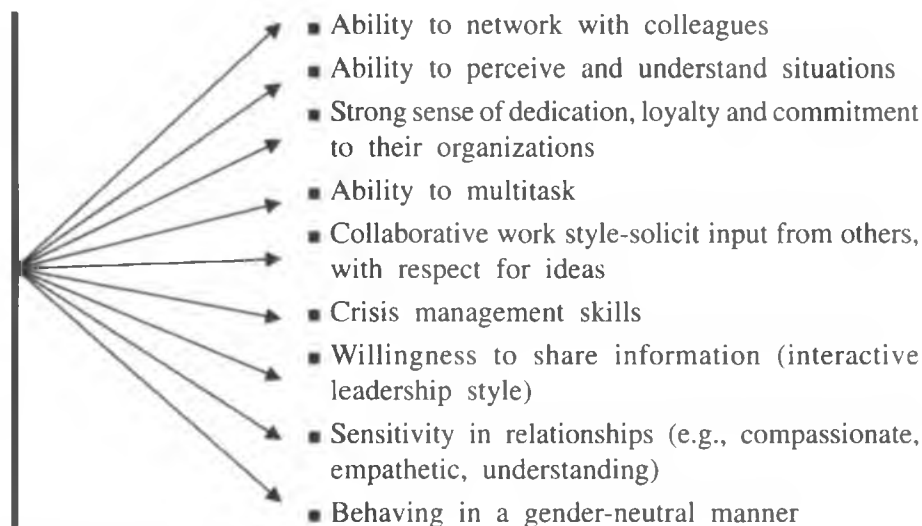 ▪ Ability to network with colleagues
▪ Ability to perceive and understand situations
▪ Strong sense of dedication, loyalty and commitment
to their organizations
▪ Ability to multitask
▪ Collaborative work style-solicit input from others,
with respect for ideas
▪ Crisis management skills
▪ Willingness to share information (interactive
leadership style)
▪ Sensitivity in relationships (e.g., compassionate,
empathetic, understanding)
▪ Behaving in a gender-neutral manner